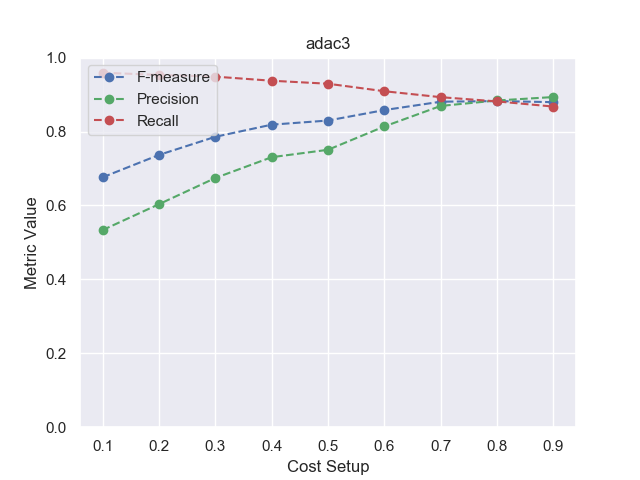 adac3
F-measure
Precision
Recall
Metric Value
1.0
0.8
0.6
0.4
0.2
0.0
0.1 0.2 0.3 0.4 0.5 0.6 0.7 0.8 0.9
Cost Setup